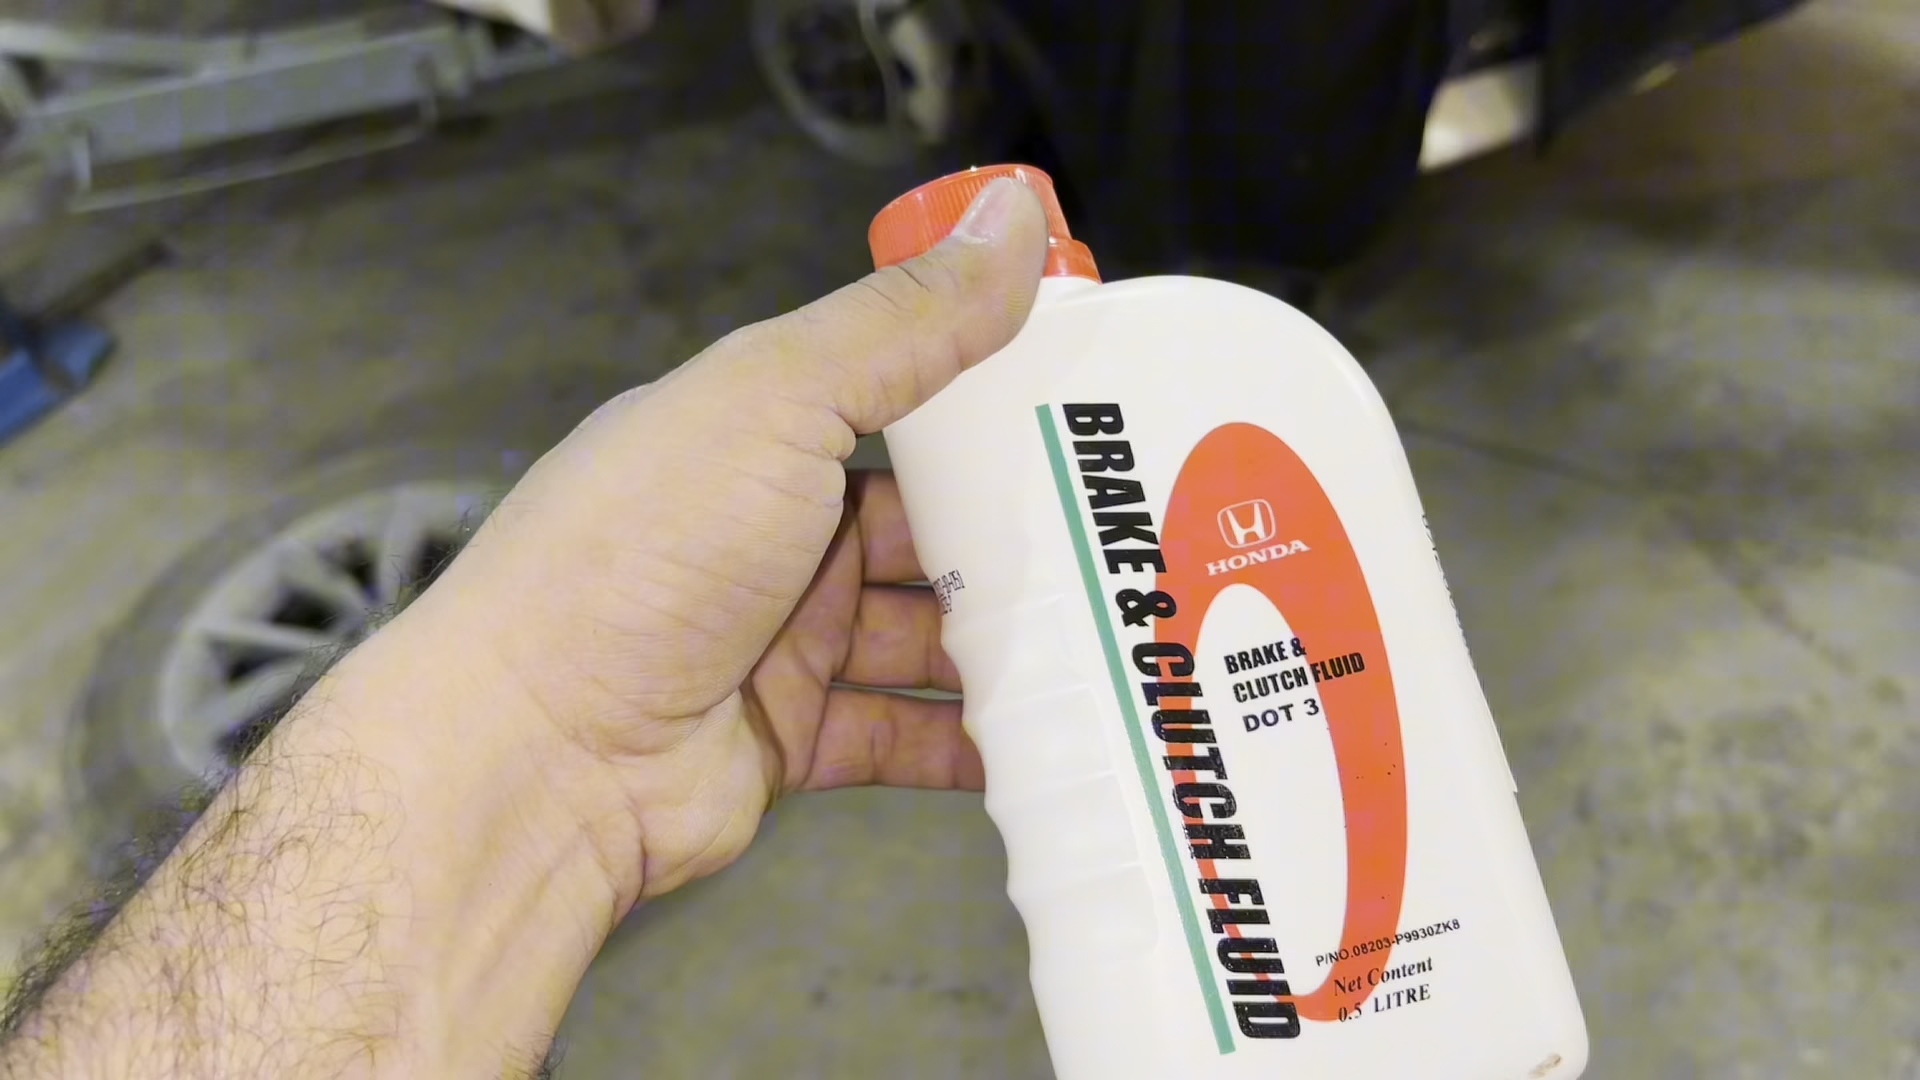 BRAKE & CLUTCH FLUID
HONDA
BRAKE &
CLUTCH FLUID
DOT 3
P/NO.08203-P9930ZK8
Net Content
0.5 LITRE